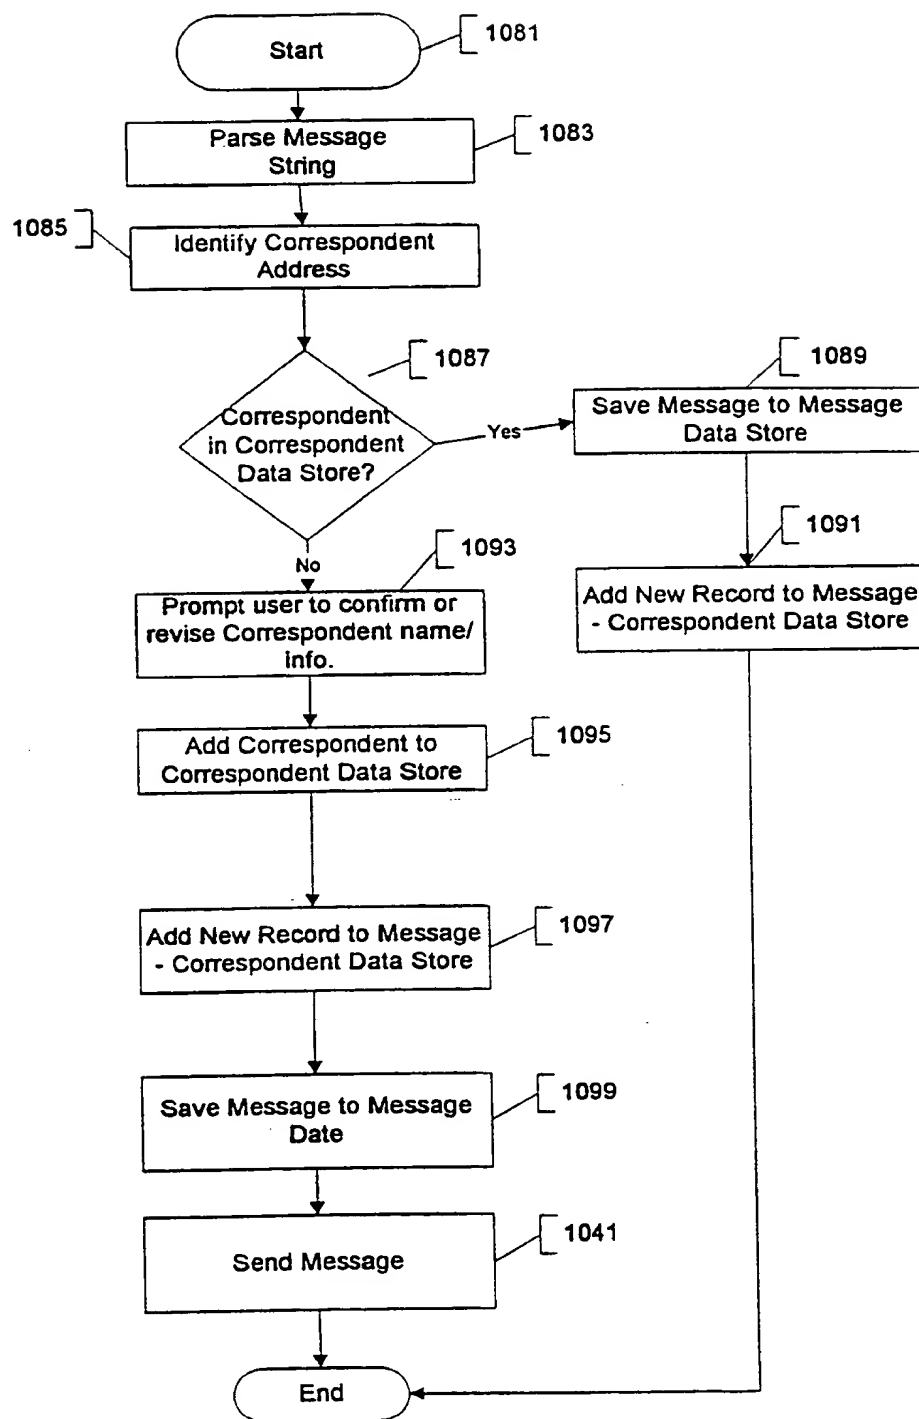 Start
1081
Parse Message
String
1083
1085
Identify Correspondent
Address
1087
Correspondent
in Correspondent
Data Store?
Yes
1089
Save Message to Message
Data Store
1091
Add New Record to Message
- Correspondent Data Store
No
1093
Prompt user to confirm or
revise Correspondent name/
info.
Add Correspondent to
Correspondent Data Store
1095
Add New Record to Message
- Correspondent Data Store
1097
Save Message to Message
Date
1099
Send Message
1041
End